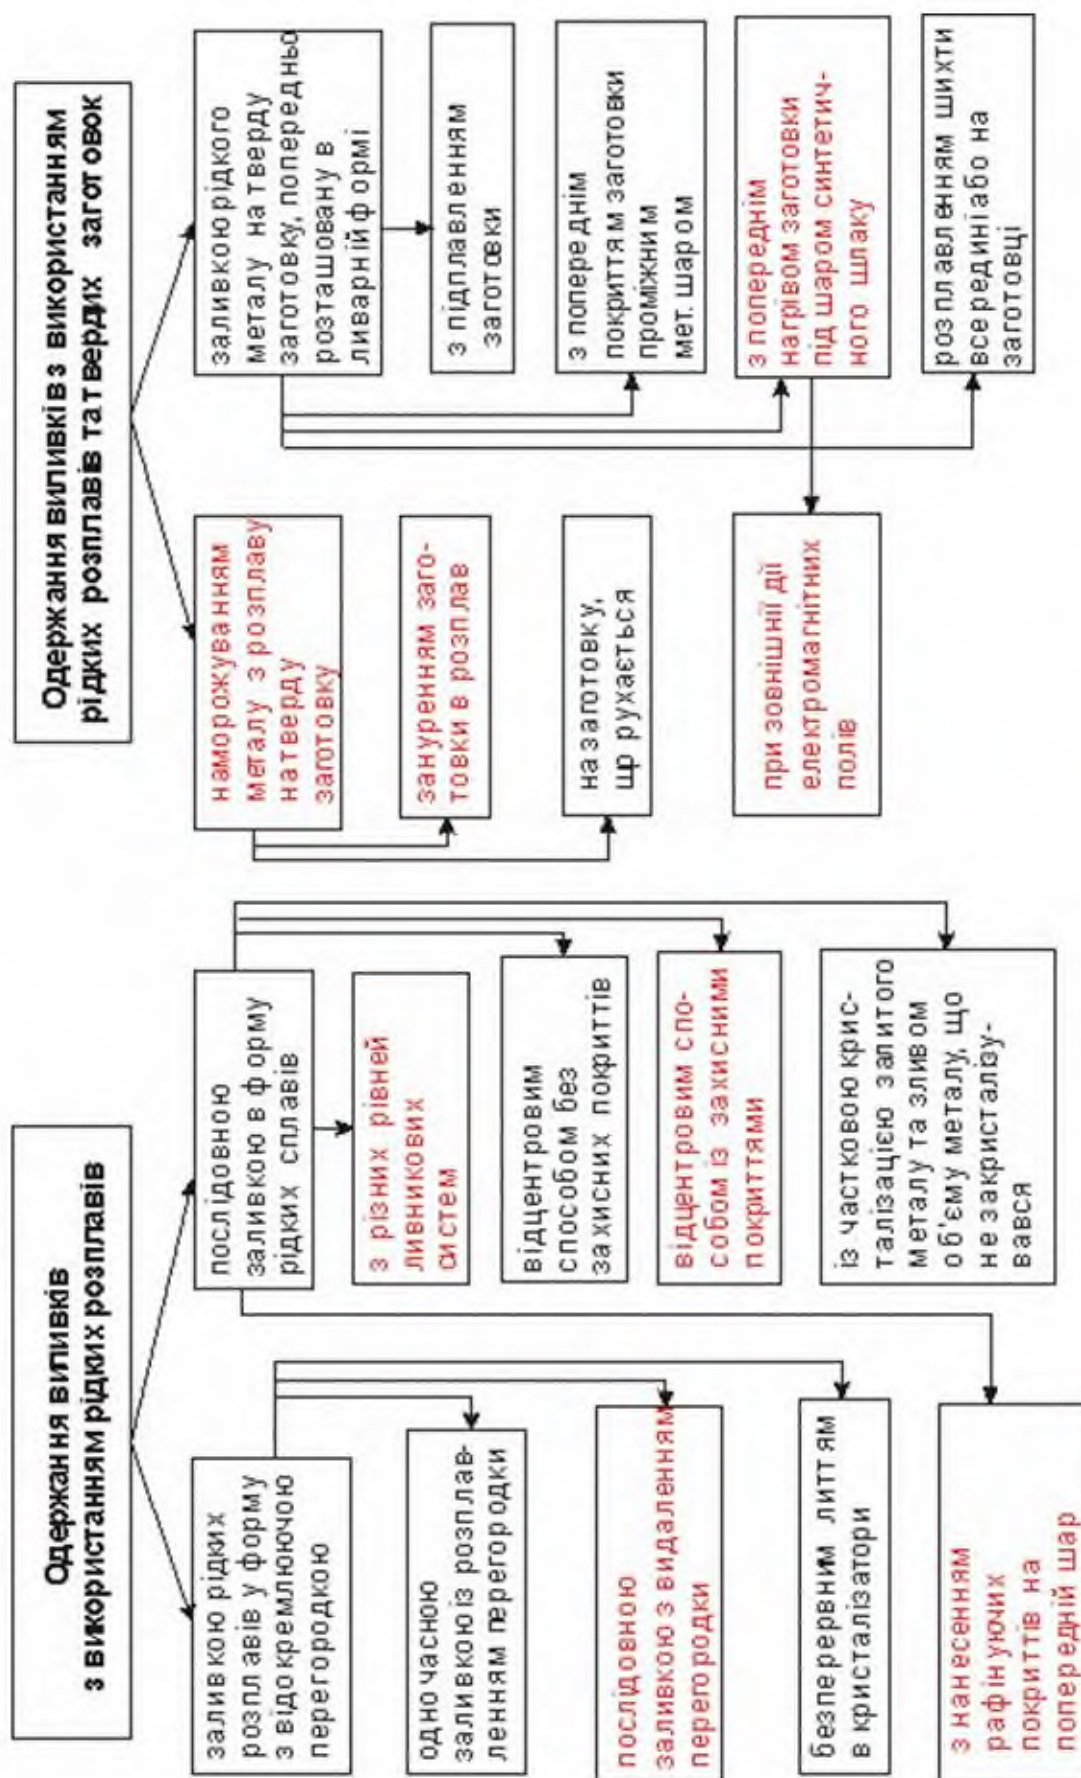 Одержання виливків
з використанням рідких розплавів
заливкою рідких
розплавів у форму
з відокремлюючою
перегородкою
одночасною
заливкою із розплав-
ленням перегородки
послідовною
заливкою з видаленням
перегородки
безперервним литтям
в кристалізатори
послідовною
заливкою в форму
рідких сплавів
з різних рівней
ливникових
систем
відцентровим
способом без
захисних покриттів
відцентровим спо-
собом із захисними
покриттями
із частковою крис-
талізацією залитого
металу та зливом
об'єму металу, що
не закристалізу-
вався
з нанесенням
рафінуючих
покриттів на
попередній шар
Одержання виливків з використанням
рідких розплавів та твердих заготовок
наморожуванням
металу з розплаву
на тверду
заготовку
зануренням заго-
товки в розплав
на заготовку,
що рухається
заливкою рідкого
металу на тверду
заготовку, попередньо
розташовану в
ливарній формі
з підплавленням
заготовки
з попереднім
покриттям заготовки
проміжним
мет. шаром
з попереднім
нагрівом заготовки
під шаром синтетич-
ного шлаку
при зовнішнії дії
електромагнітних
полів
розплавленням шихти
всередині або на
заготовці